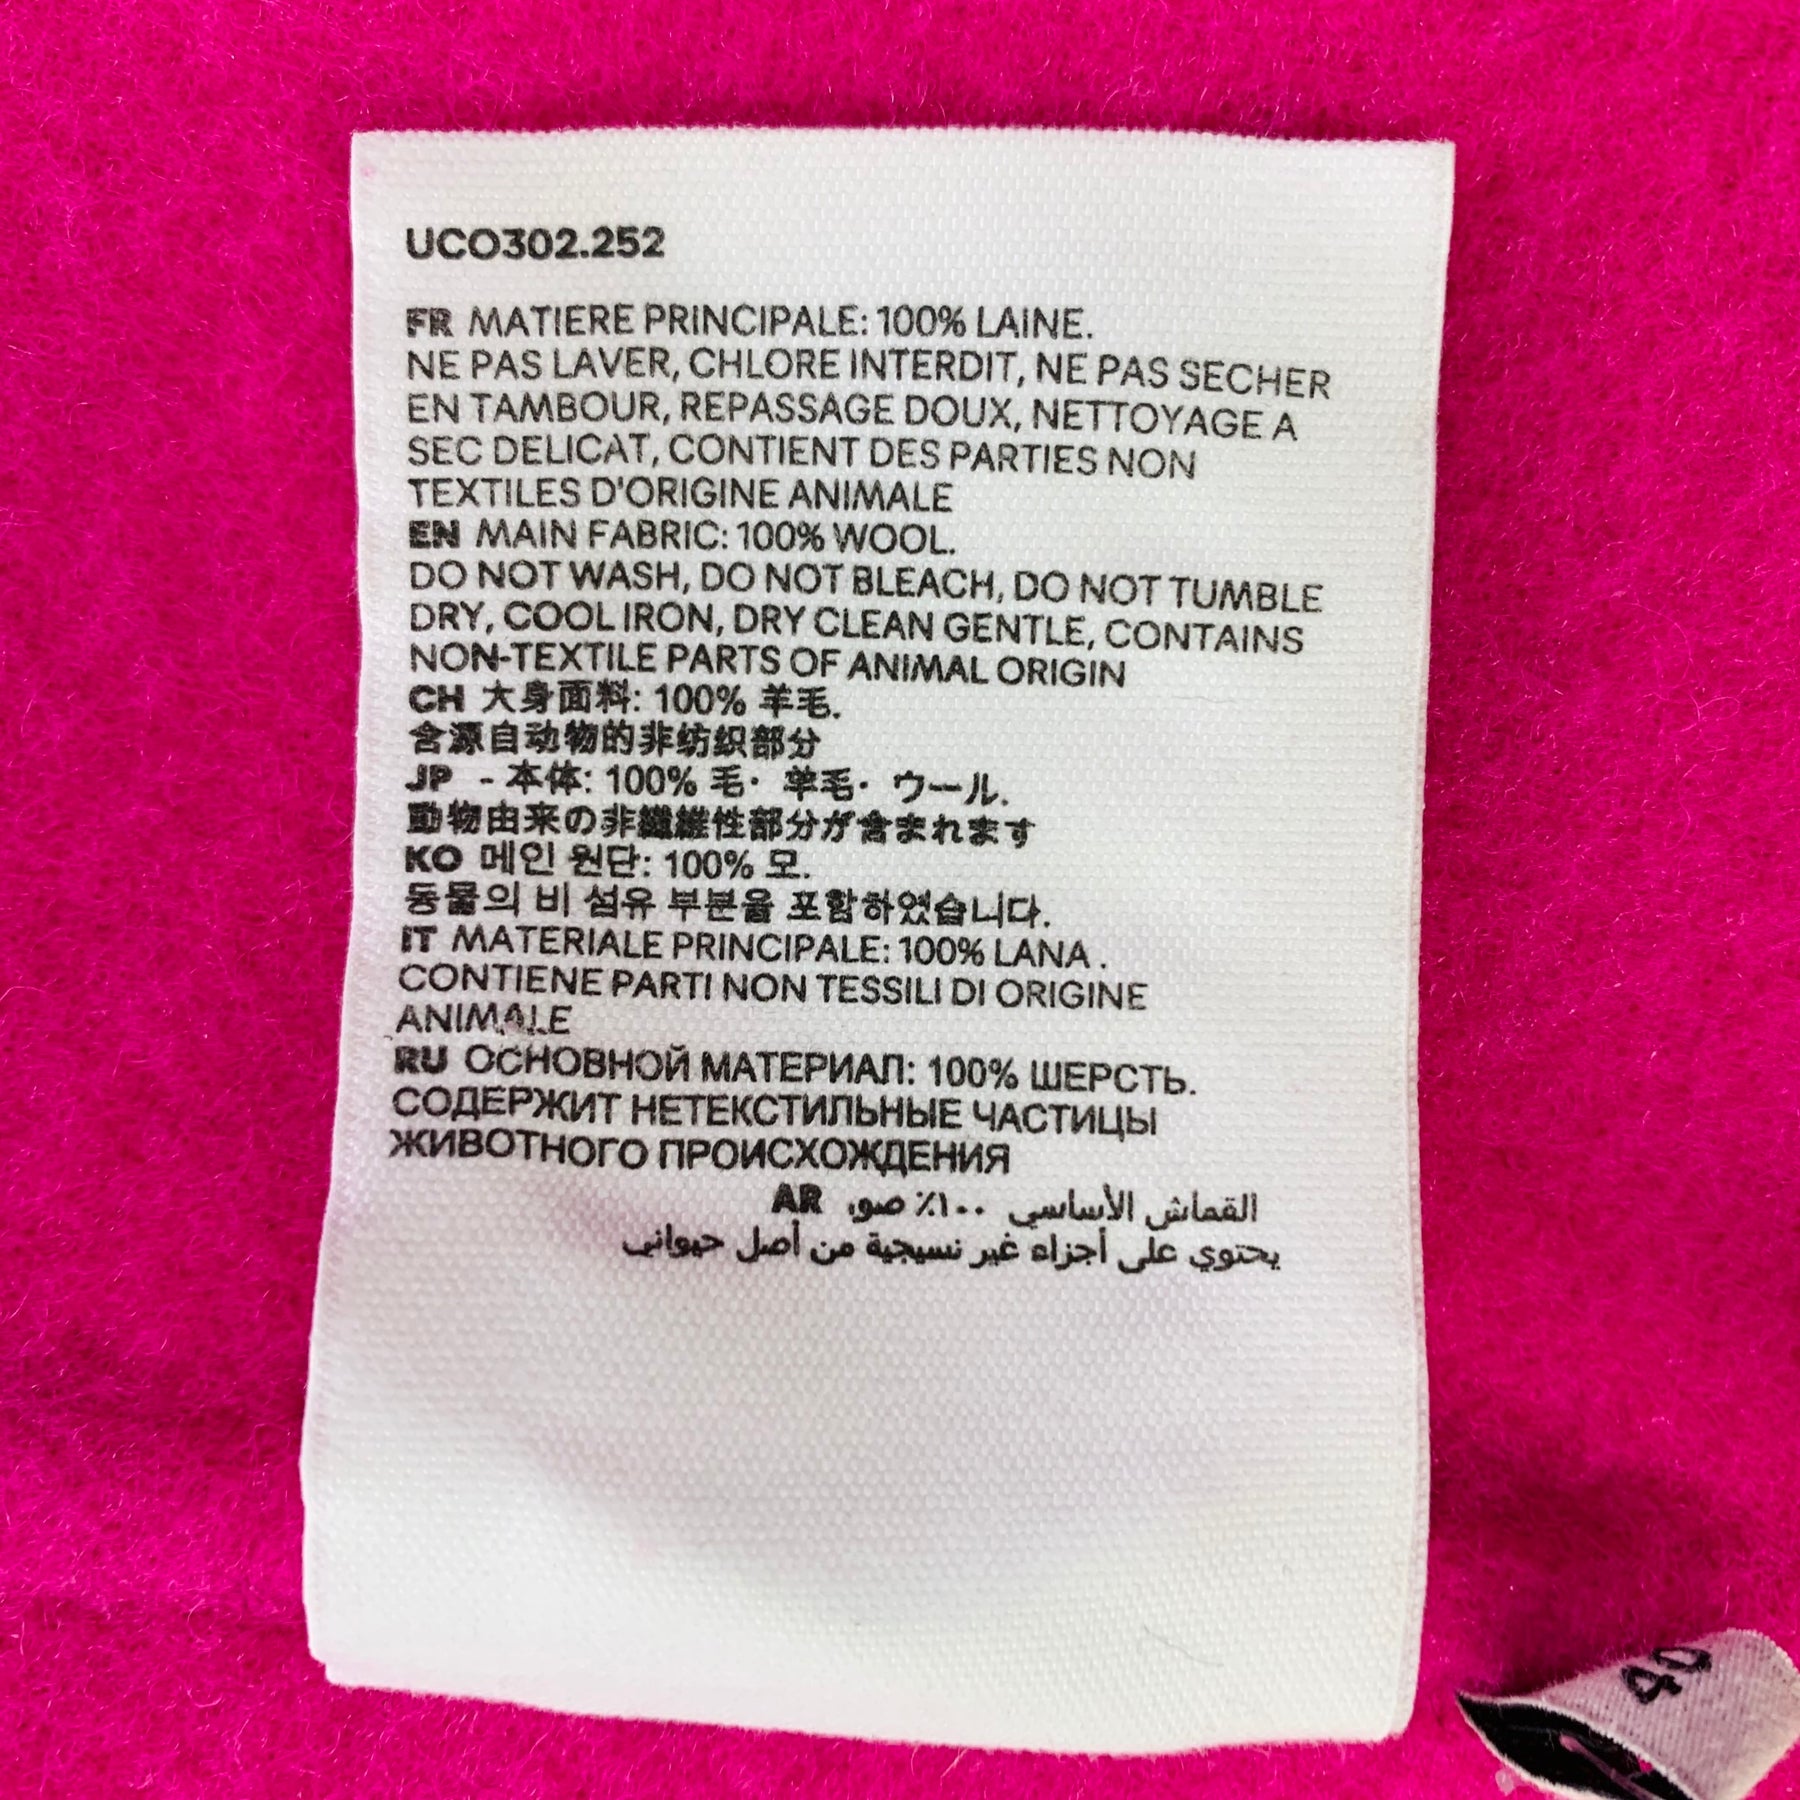 UCO302.252
FR MATIERE PRINCIPALE: 100% LAINE.
NE PAS LAVER, CHLORE INTERDIT, NE PAS SECHER
EN TAMBOUR, REPASSAGE DOUX, NETTOYAGE A
SEC DELICAT, CONTIENT DES PARTIES NON
TEXTILES D'ORIGINE ANIMALE
EN MAIN FABRIC: 100% WOOL.
DO NOT WASH, DO NOT BLEACH, DO NOT TUMBLE
DRY, COOL IRON, DRY CLEAN GENTLE, CONTAINS
NON-TEXTILE PARTS OF ANIMAL ORIGIN
CH 大身面料: 100% 羊毛.
含源自动物的非纺织部分
JP - 本体: 100% 毛· 羊毛· ウール.
動物由来の非繊維性部分が含まれます
KO 메인 원단: 100% 모.
동물의 비 섬유 부분을 포함하였습니다.
IT MATERIALE PRINCIPALE: 100% LANA .
CONTIENE PARTI NON TESSILI DI ORIGINE
ANIMALE
RU ОСНОВНОЙ МАТЕРИАЛ: 100% ШЕРСТЬ.
СОДЕРЖИТ НЕТЕКСТИЛЬНЫЕ ЧАСТИЦЫ
ЖИВОТНОГО ПРОИСХОЖДЕНИЯ
القماش الأساسي ١٠٠٪ صو، AR
يحتوي على أجزاء غير نسيجية من أصل حيواني
40